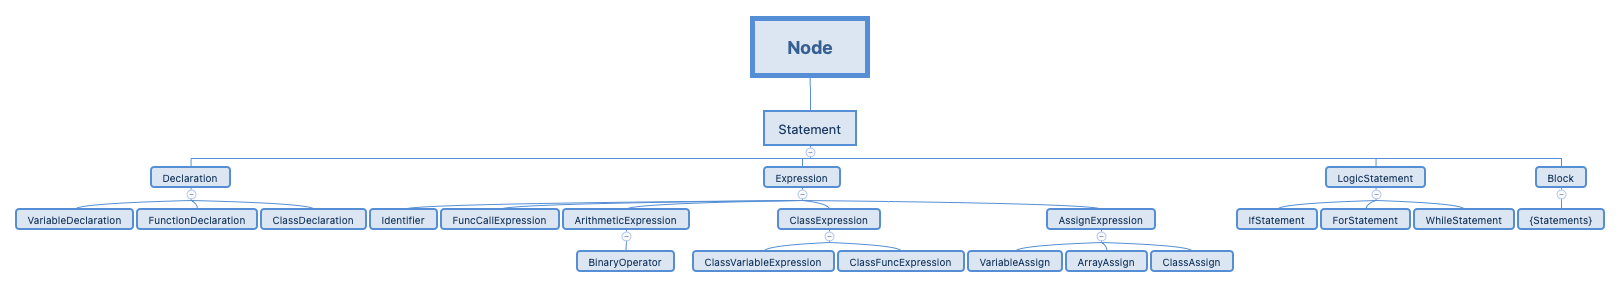 Node
Statement
Declaration
Expression
LogicStatement
Block
VariableDeclaration
FunctionDeclaration
ClassDeclaration
Identifier
FuncCallExpression
ArithmeticExpression
ClassExpression
AssignExpression
IfStatement
ForStatement
WhileStatement
{Statements}
BinaryOperator
ClassVariableExpression
ClassFuncExpression
VariableAssign
ArrayAssign
ClassAssign